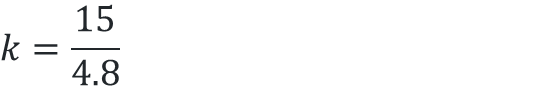 k = 15/4.8